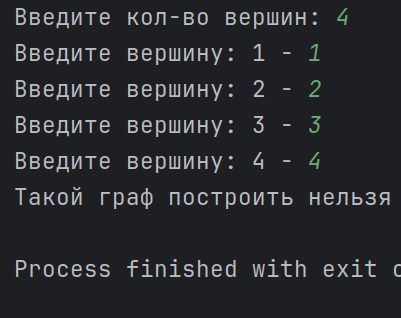 Введите кол-во вершин: 4
Введите вершину: 1 - 1
Введите вершину: 2 - 2
Введите вершину: 3 - 3
Введите вершину: 4 - 4
Такой граф построить нельзя
Process finished with exit